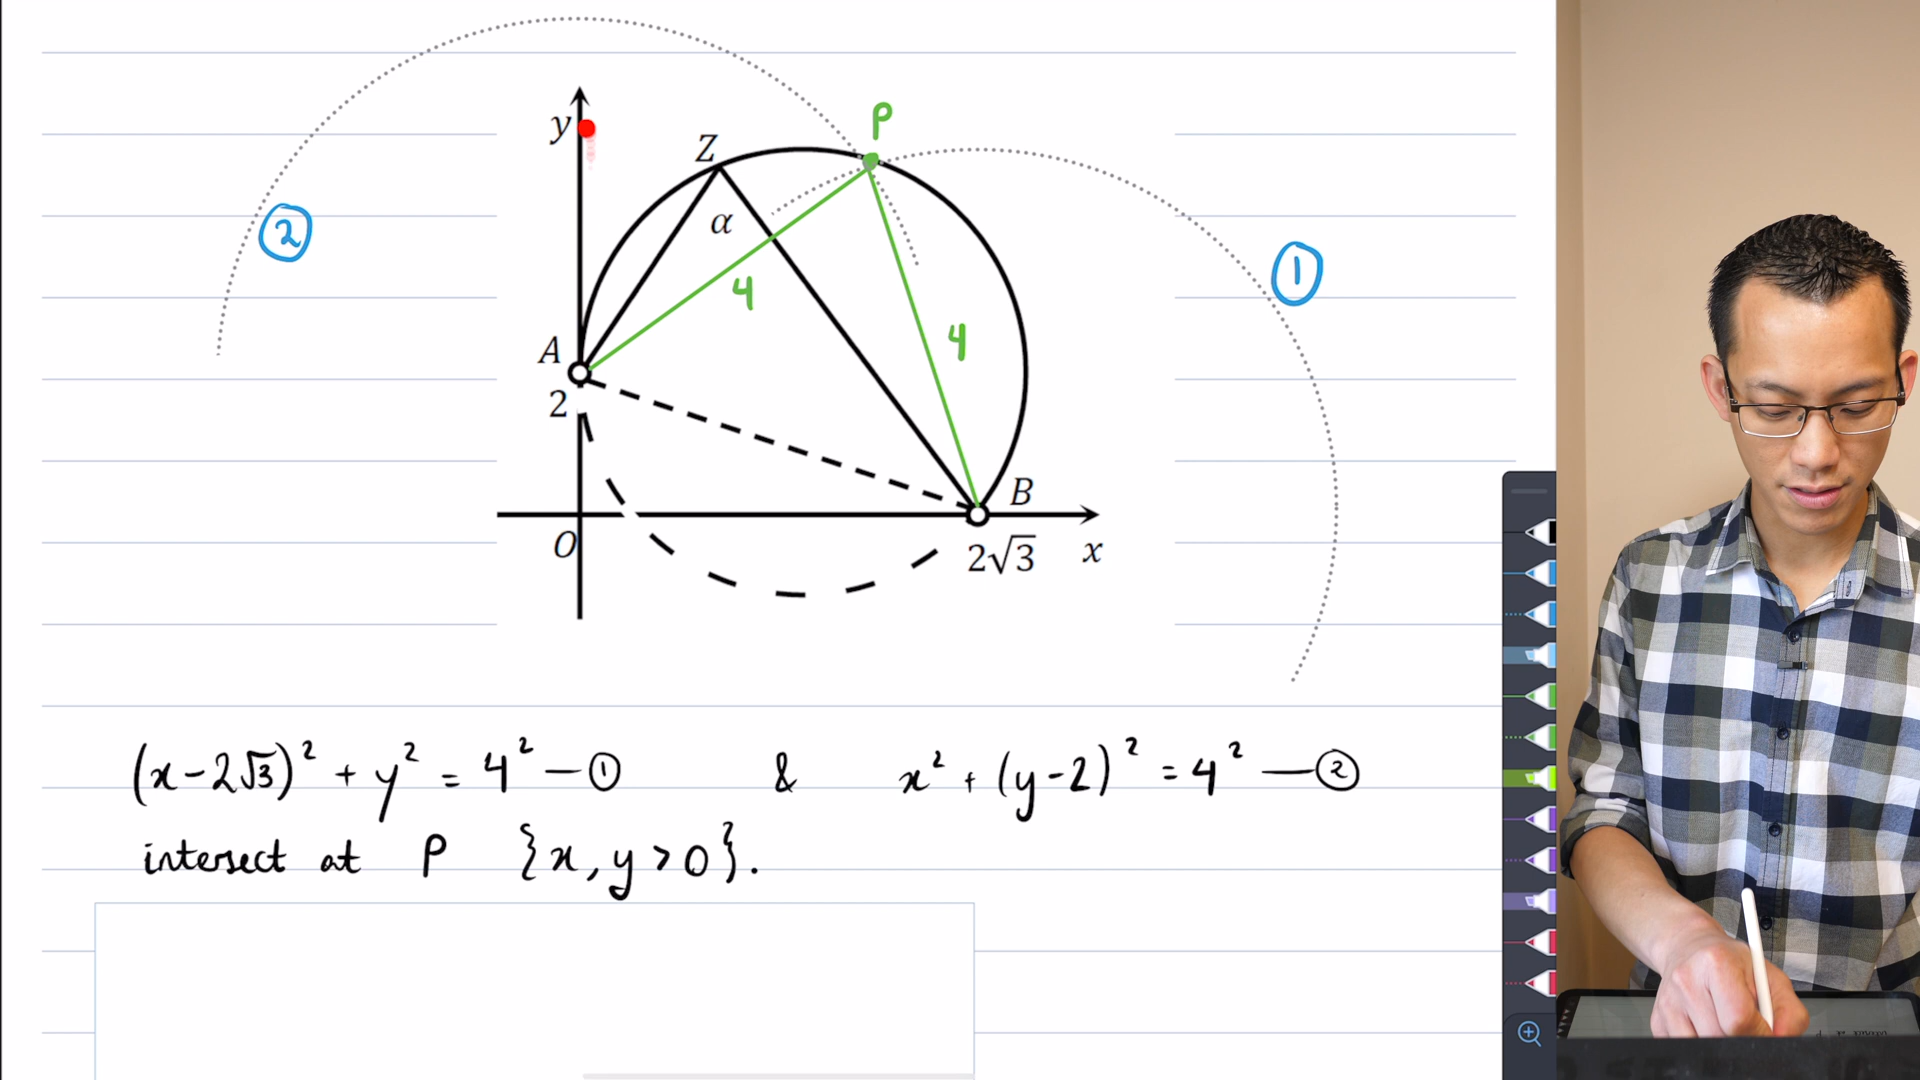 P
y
Z
②
α
①
4
4
A
2
B
O
2√3
x
(x-2√3)² + y² = 4² — ① & x² + (y-2)² = 4² — ②
intersect at P {x, y > 0}.